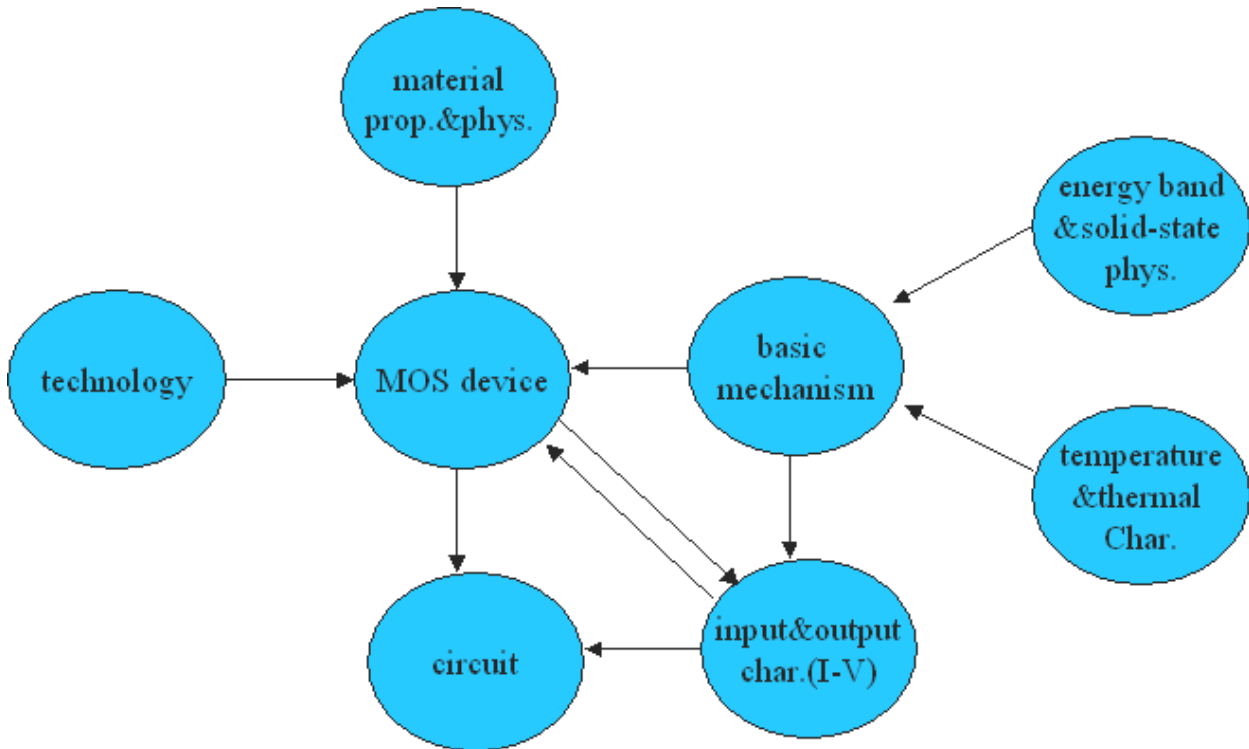 material
prop.&phys.
energy band
&solid-state
phys.
technology
MOS device
basic
mechanism
temperature
&thermal
Char.
circuit
input&output
char.(I-V)